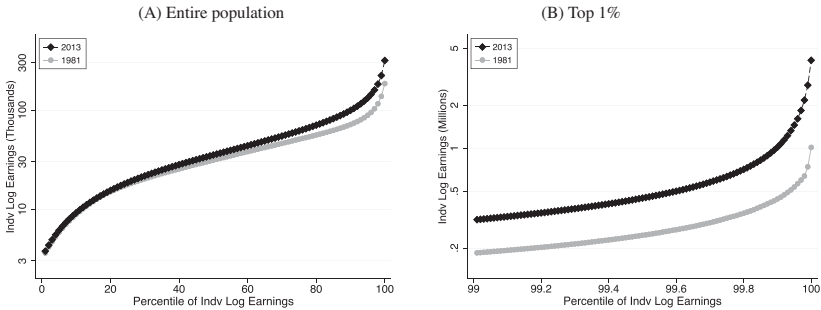 (A) Entire population
2013
1981
Indv Log Earnings (Thousands)
300
100
30
10
3
0 20 40 60 80 100
Percentile of Indv Log Earnings
(B) Top 1%
2013
1981
Indv Log Earnings (Millions)
5
2
1
.5
.2
99 99.2 99.4 99.6 99.8 100
Percentile of Indv Log Earnings